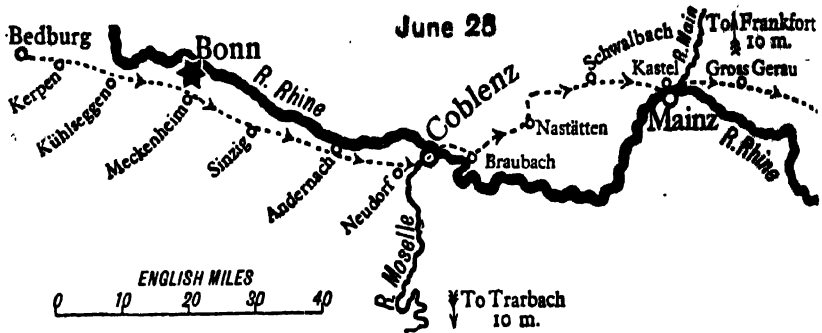 June 28
Bedburg
Kerpen
Kühlseggen
Bonn
Meckenheim
R. Rhine
Sinzig
Andernach
Neudorf
Coblenz
Braubach
Nastätten
Schwalbach
Kastel
R. Main
To Frankfort
10 m.
Gross Gerau
Mainz
R. Rhine
R. Moselle
To Trarbach
10 m.
ENGLISH MILES
0 10 20 30 40